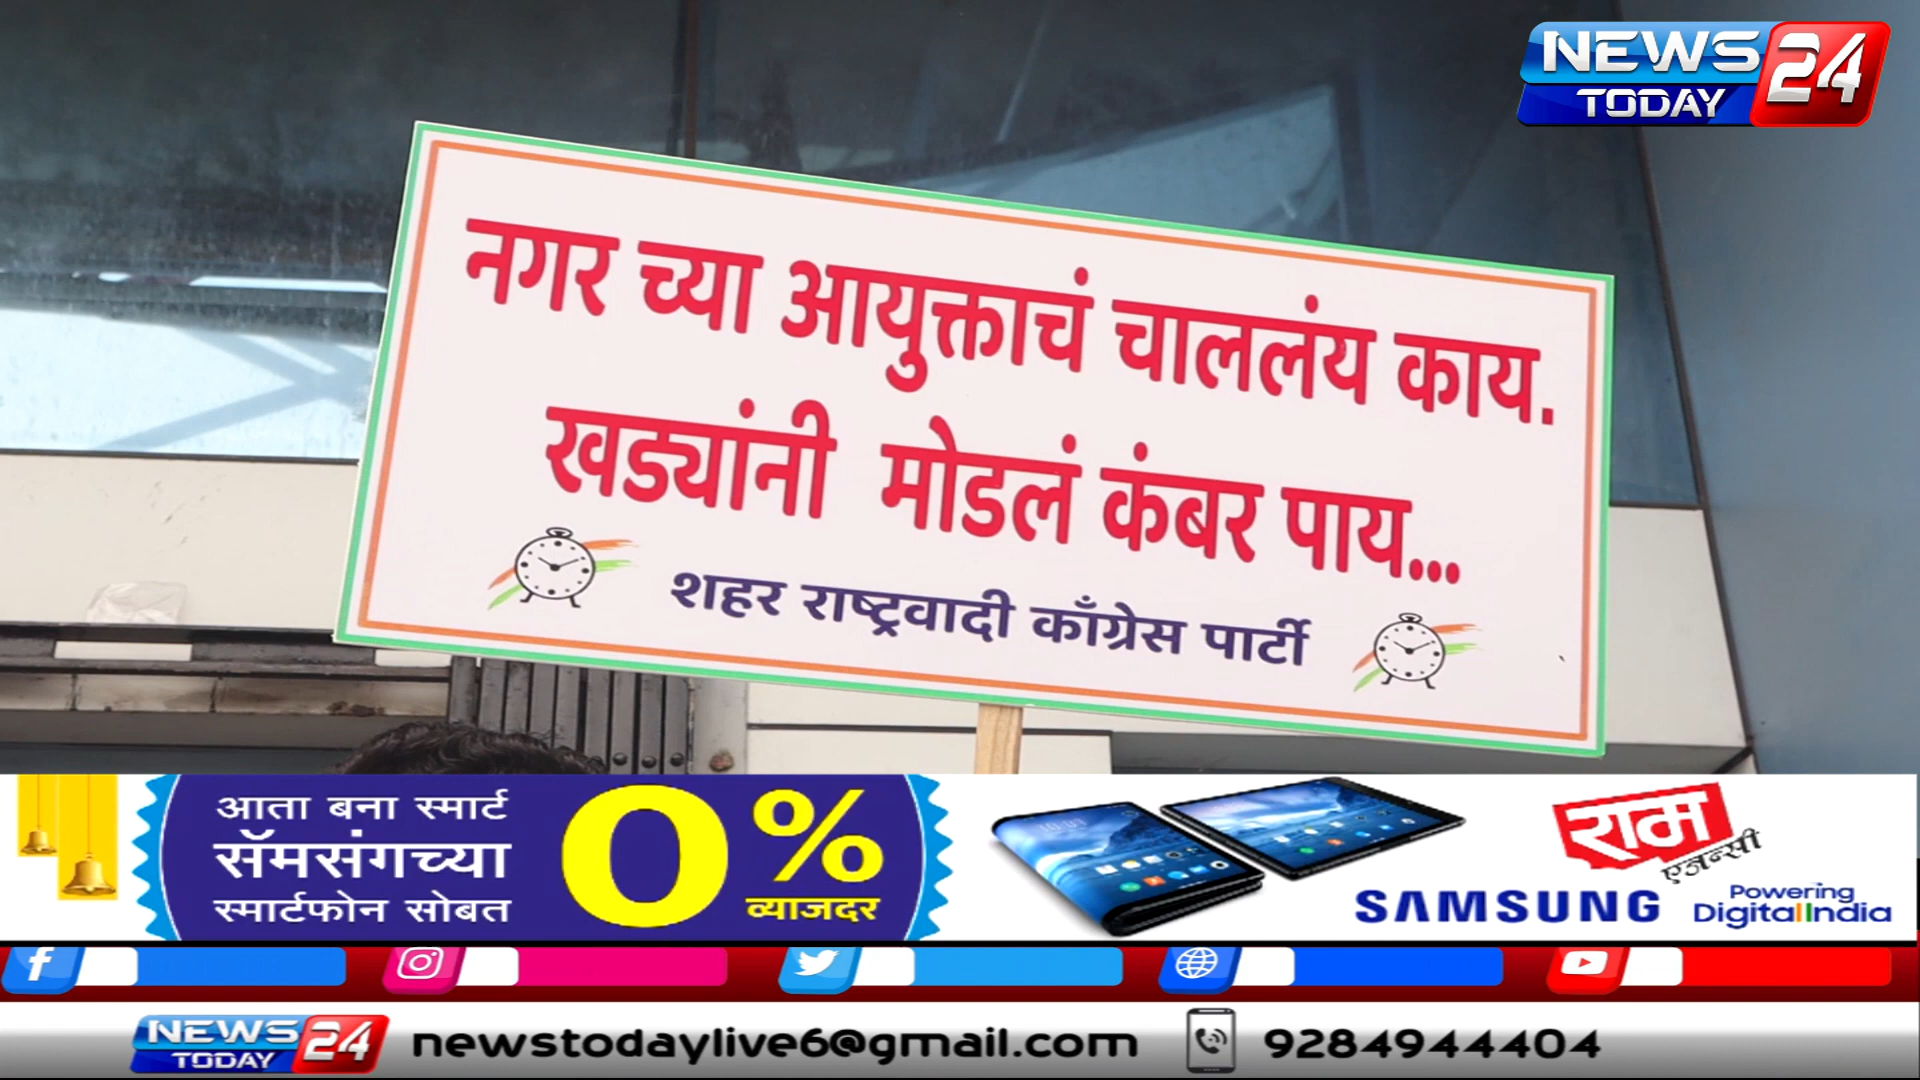 NEWS 24
TODAY
नगर च्या आयुक्ताचं चाललंय काय.
खड्यांनी मोडलं कंबर पाय...
शहर राष्ट्रवादी काँग्रेस पार्टी
आता बना स्मार्ट
सॅमसंगच्या
स्मार्टफोन सोबत
0%
व्याजदर
राम
एजन्सी
SAMSUNG
Powering
DigitalIndia
NEWS 24
TODAY
newstodaylive6@gmail.com
9284944404